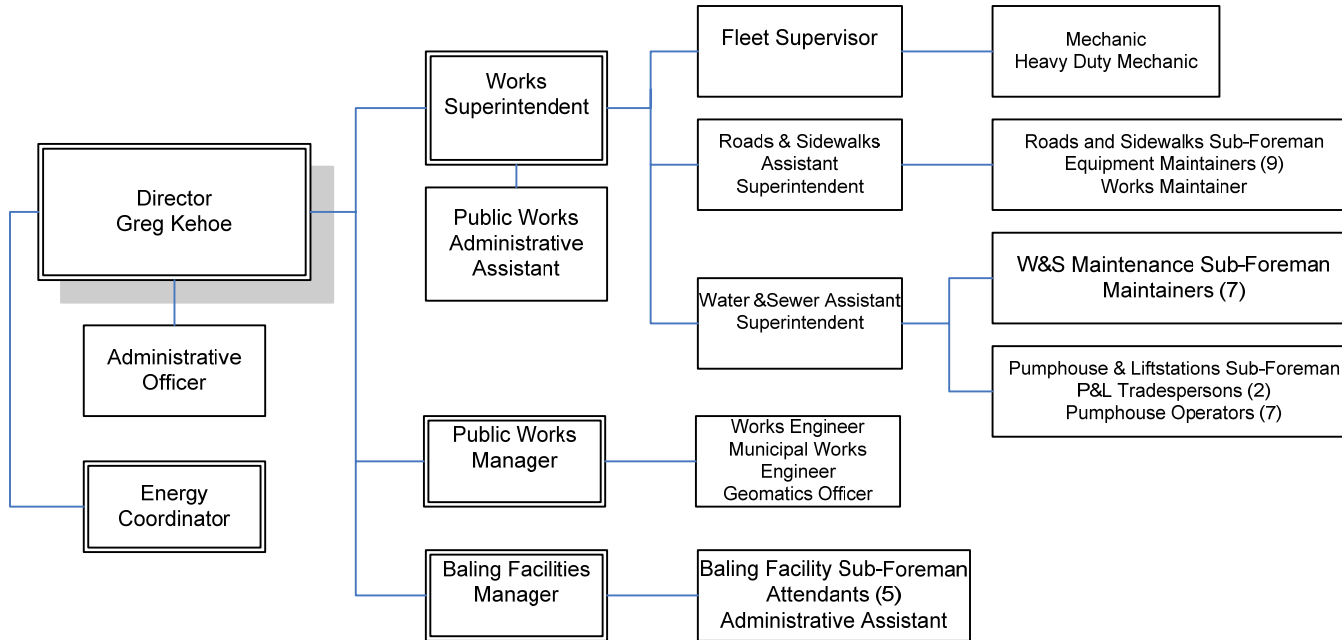 Director
Greg Kehoe
Administrative
Officer
Energy
Coordinator
Works
Superintendent
Public Works
Administrative
Assistant
Public Works
Manager
Baling Facilities
Manager
Fleet Supervisor
Roads & Sidewalks
Assistant
Superintendent
Water &Sewer Assistant
Superintendent
Works Engineer
Municipal Works
Engineer
Geomatics Officer
Baling Facility Sub-Foreman
Attendants (5)
Administrative Assistant
Mechanic
Heavy Duty Mechanic
Roads and Sidewalks Sub-Foreman
Equipment Maintainers (9)
Works Maintainer
W&S Maintenance Sub-Foreman
Maintainers (7)
Pumphouse & Liftstations Sub-Foreman
P&L Tradespersons (2)
Pumphouse Operators (7)